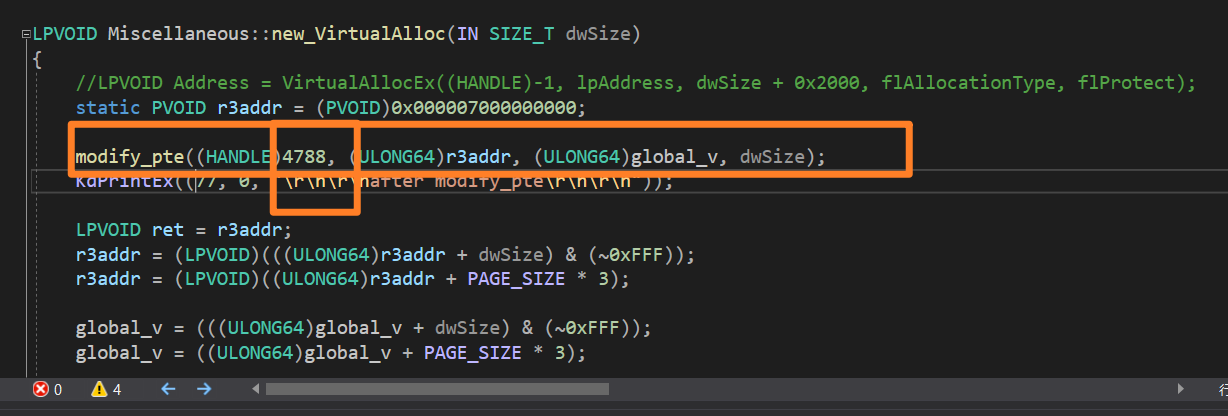 LPVOID Miscellaneous::new_VirtualAlloc(IN SIZE_T dwSize)
{
//LPVOID Address = VirtualAllocEx((HANDLE)-1, lpAddress, dwSize + 0x2000, flAllocationType, flProtect);
static PVOID r3addr = (PVOID)0x000007000000000;
modify_pte((HANDLE)4788, (ULONG64)r3addr, (ULONG64)global_v, dwSize);
KdPrintEx((77, 0, "\r\n\r\nafter modify_pte\r\n\r\n"));
LPVOID ret = r3addr;
r3addr = (LPVOID)(((ULONG64)r3addr + dwSize) & (~0xFFF));
r3addr = (LPVOID)((ULONG64)r3addr + PAGE_SIZE * 3);
global_v = (((ULONG64)global_v + dwSize) & (~0xFFF));
global_v = ((ULONG64)global_v + PAGE_SIZE * 3);
0 4